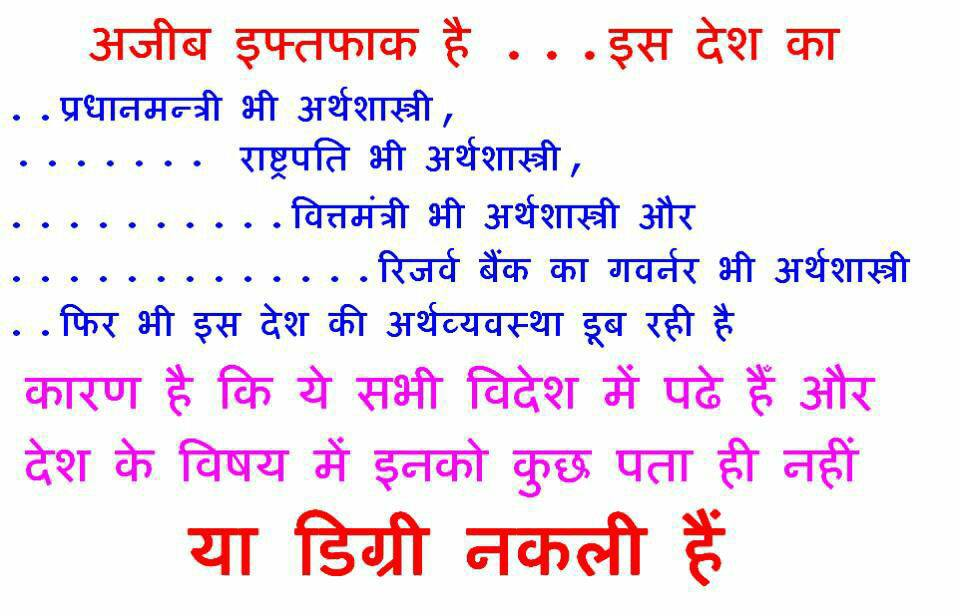 अजीब इफ्तफाक है ...इस देश का
..प्रधानमन्त्री भी अर्थशास्त्री,
....... राष्ट्रपति भी अर्थशास्त्री,
..........वित्तमंत्री भी अर्थशास्त्री और
.............रिजर्व बैंक का गवर्नर भी अर्थशास्त्री
..फिर भी इस देश की अर्थव्यवस्था डूब रही है
कारण है कि ये सभी विदेश में पढे हैँ और
देश के विषय में इनको कुछ पता ही नहीं
या डिग्री नकली हैं